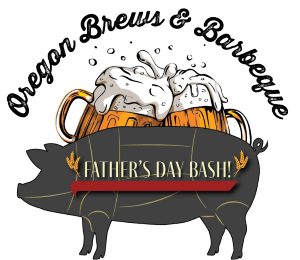 Oregon Brews & Barbeque
FATHER'S DAY BASH!